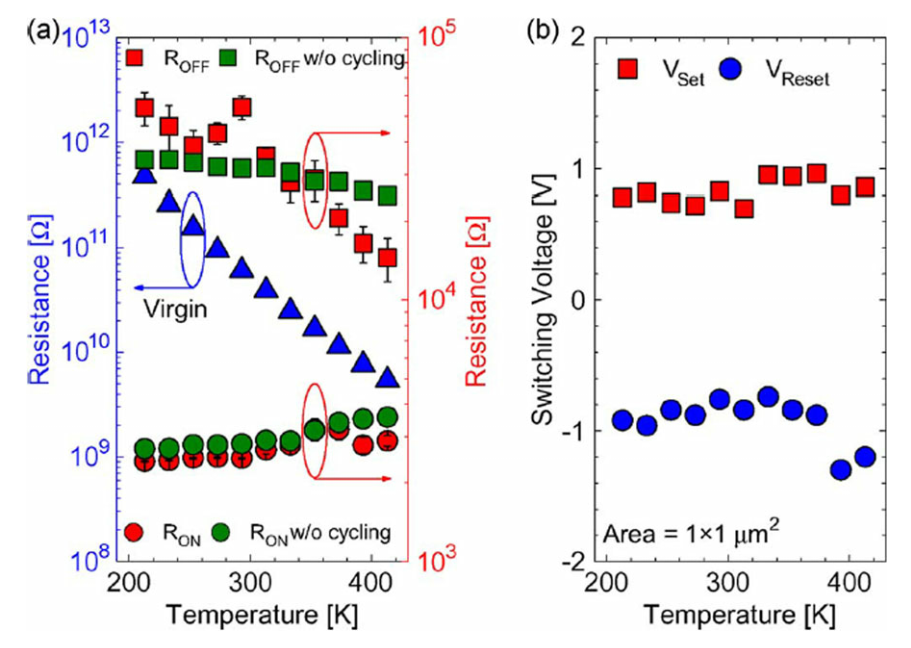 (a)
10^13
10^12
10^11
10^10
10^9
10^8
Resistance [Ω]
R_OFF R_OFF w/o cycling
Virgin
R_ON R_ON w/o cycling
10^5
10^4
10^3
Resistance [Ω]
200 300 400
Temperature [K]
(b)
2
1
0
-1
-2
Switching Voltage [V]
V_Set V_Reset
Area = 1×1 μm^2
200 300 400
Temperature [K]